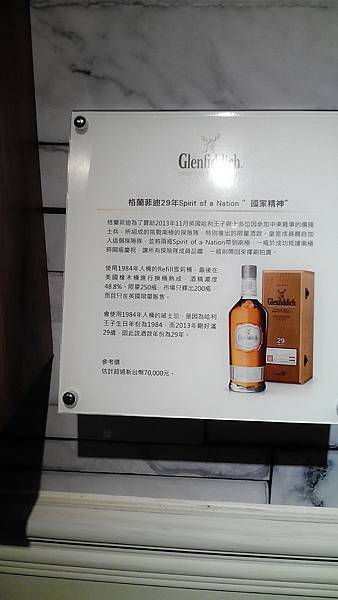 Glenfiddich
格蘭菲迪29年Spirit of a Nation＂國家精神＂
格蘭菲迪為了贊助2013年11月英國哈利王子與十多位因參加中東戰事的傷殘
士兵，所組成的挑戰南極的探險隊，特別推出的限量酒款，皇室成員親自加
入這個探險隊，並將兩瓶Spirit of a Nation帶到南極，一瓶於成功抵達南極
時開瓶慶祝，讓所有探險隊成員品嚐，一瓶則帶回來擇期拍賣。
使用1984年入桶的Refill雪莉桶，最後在
美國橡木桶進行換桶熟成，酒精濃度
48.8%，限量250瓶，市場只釋出200瓶，
而且只在英國限量販售。
會使用1984年入桶的威士忌，是因為哈利
王子生日年份為1984，而2013年剛好滿
29歲，因此該酒款年份為29年。
參考價：
估計超過新台幣70,000元。
Glenfiddich
29